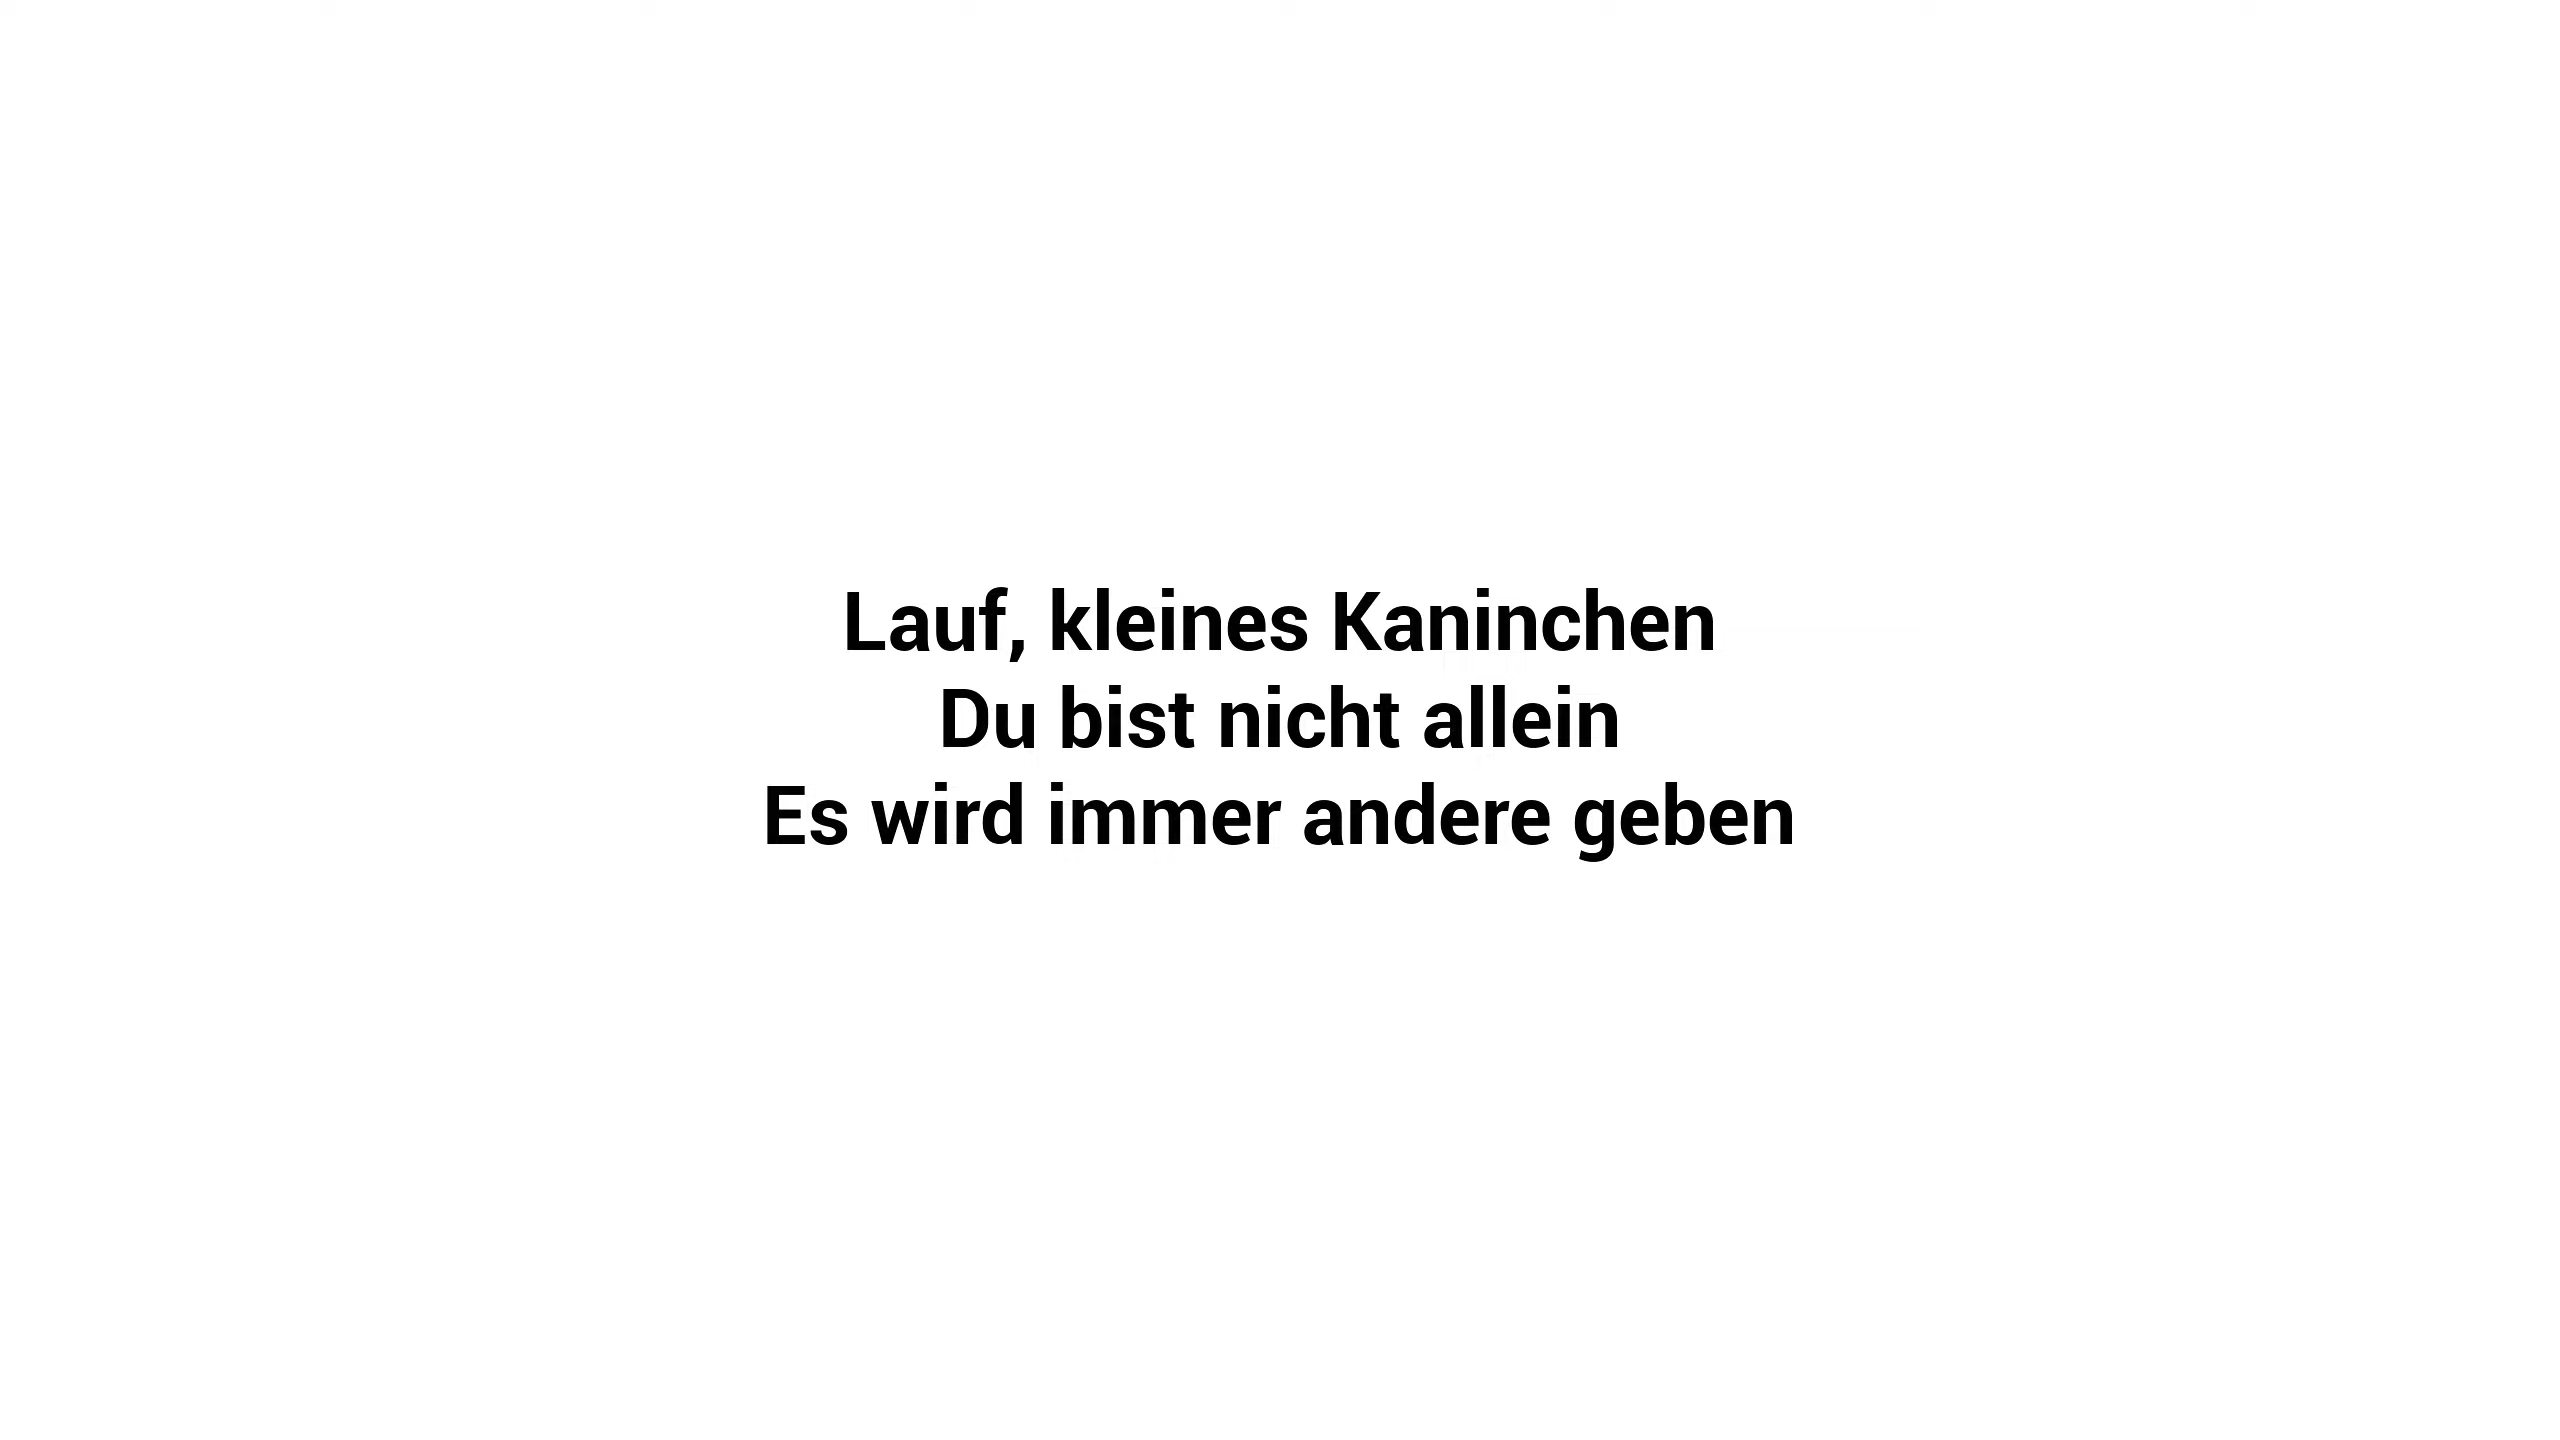 Lauf, kleines Kaninchen
Du bist nicht allein
Es wird immer andere geben